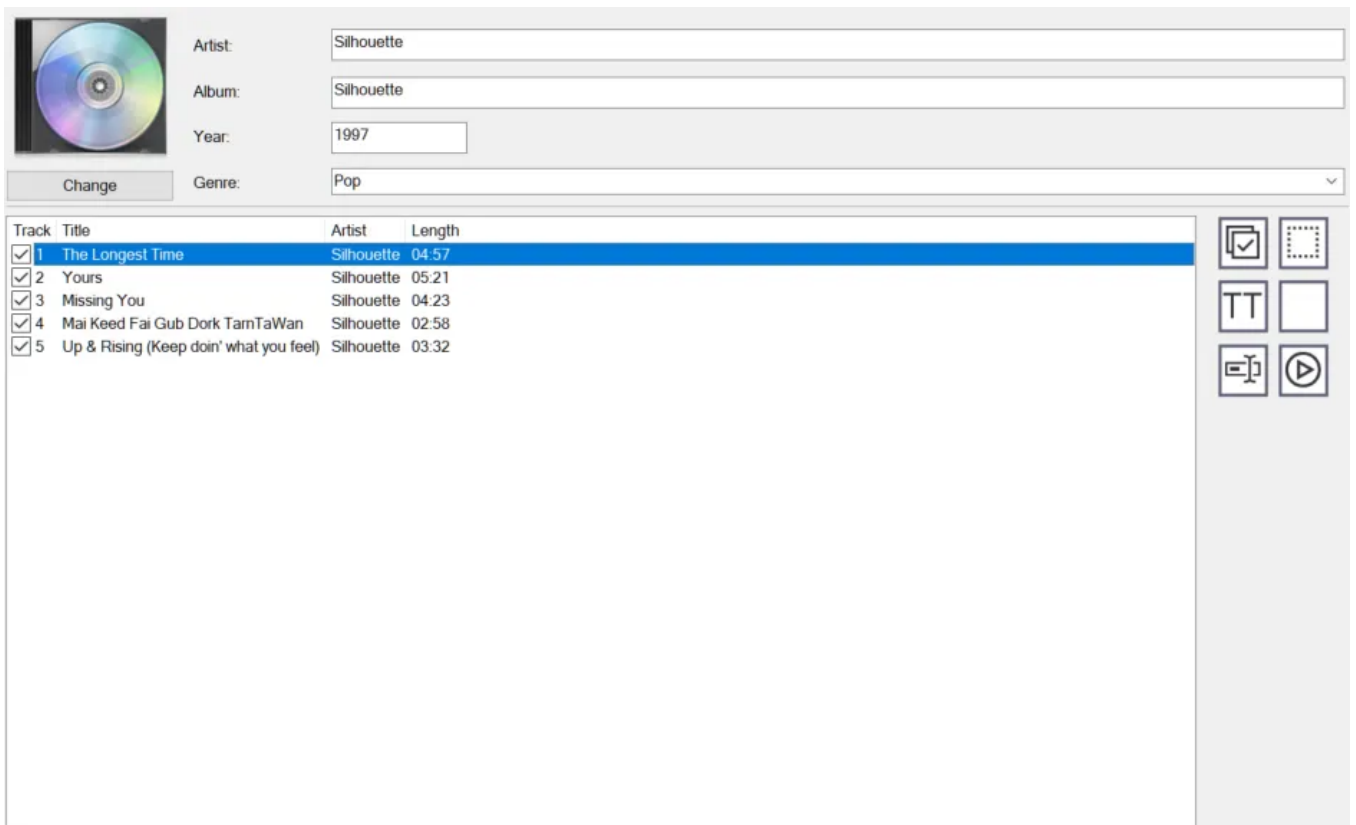 Artist: Silhouette
Album: Silhouette
Year: 1997
Change Genre: Pop
Track Title Artist Length
1 The Longest Time Silhouette 04:57
2 Yours Silhouette 05:21
3 Missing You Silhouette 04:23
4 Mai Keed Fai Gub Dork TarnTaWan Silhouette 02:58
5 Up & Rising (Keep doin' what you feel) Silhouette 03:32
TT